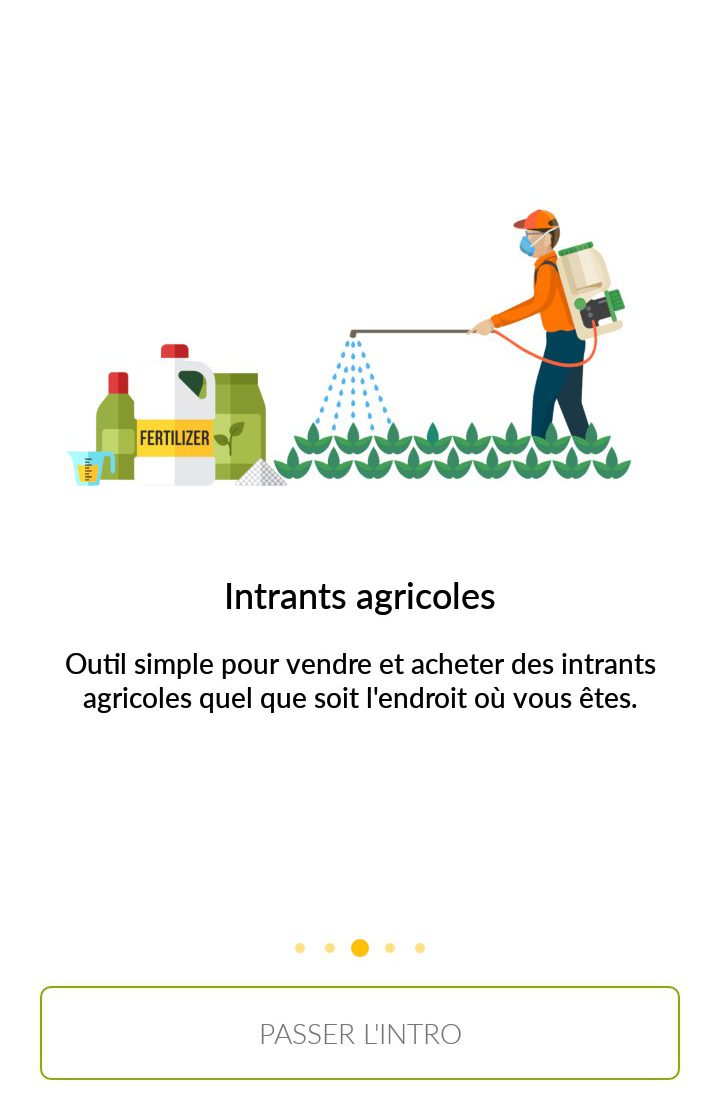 FERTILIZER
Intrants agricoles
Outil simple pour vendre et acheter des intrants
agricoles quel que soit l'endroit où vous êtes.
PASSER L'INTRO